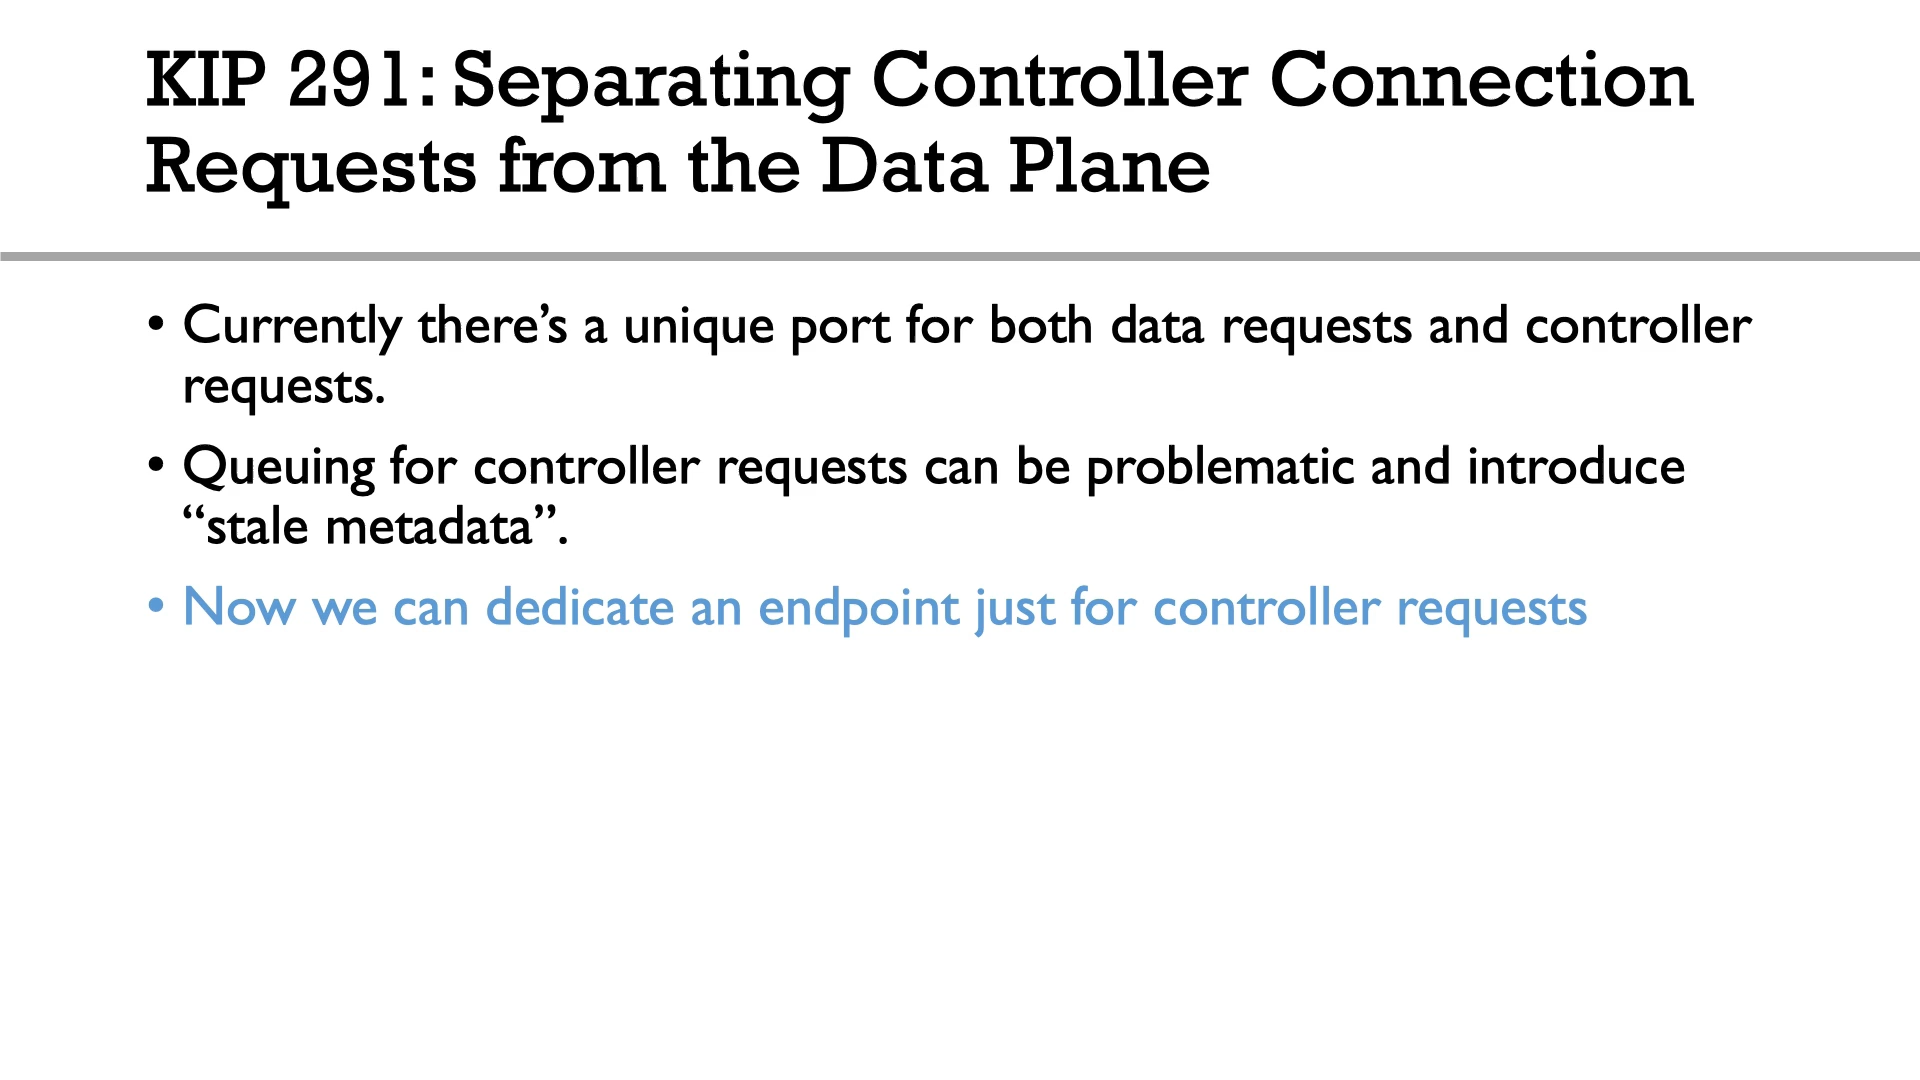 KIP 291: Separating Controller Connection
Requests from the Data Plane
• Currently there’s a unique port for both data requests and controller
requests.
• Queuing for controller requests can be problematic and introduce
“stale metadata”.
• Now we can dedicate an endpoint just for controller requests